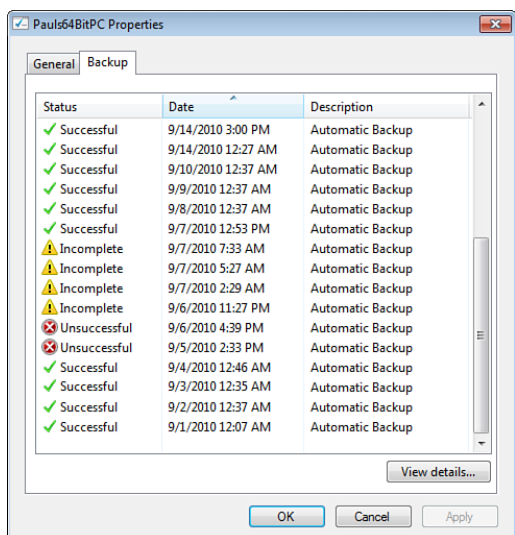 Pauls64BitPC Properties
General Backup
Status Date Description
Successful 9/14/2010 3:00 PM Automatic Backup
Successful 9/14/2010 12:27 AM Automatic Backup
Successful 9/10/2010 12:37 AM Automatic Backup
Successful 9/9/2010 12:37 AM Automatic Backup
Successful 9/8/2010 12:37 AM Automatic Backup
Successful 9/7/2010 12:53 PM Automatic Backup
Incomplete 9/7/2010 7:33 AM Automatic Backup
Incomplete 9/7/2010 5:27 AM Automatic Backup
Incomplete 9/7/2010 2:29 AM Automatic Backup
Incomplete 9/6/2010 11:27 PM Automatic Backup
Unsuccessful 9/6/2010 4:39 PM Automatic Backup
Unsuccessful 9/5/2010 2:33 PM Automatic Backup
Successful 9/4/2010 12:46 AM Automatic Backup
Successful 9/3/2010 12:35 AM Automatic Backup
Successful 9/2/2010 12:37 AM Automatic Backup
Successful 9/1/2010 12:07 AM Automatic Backup
View details...
OK Cancel Apply